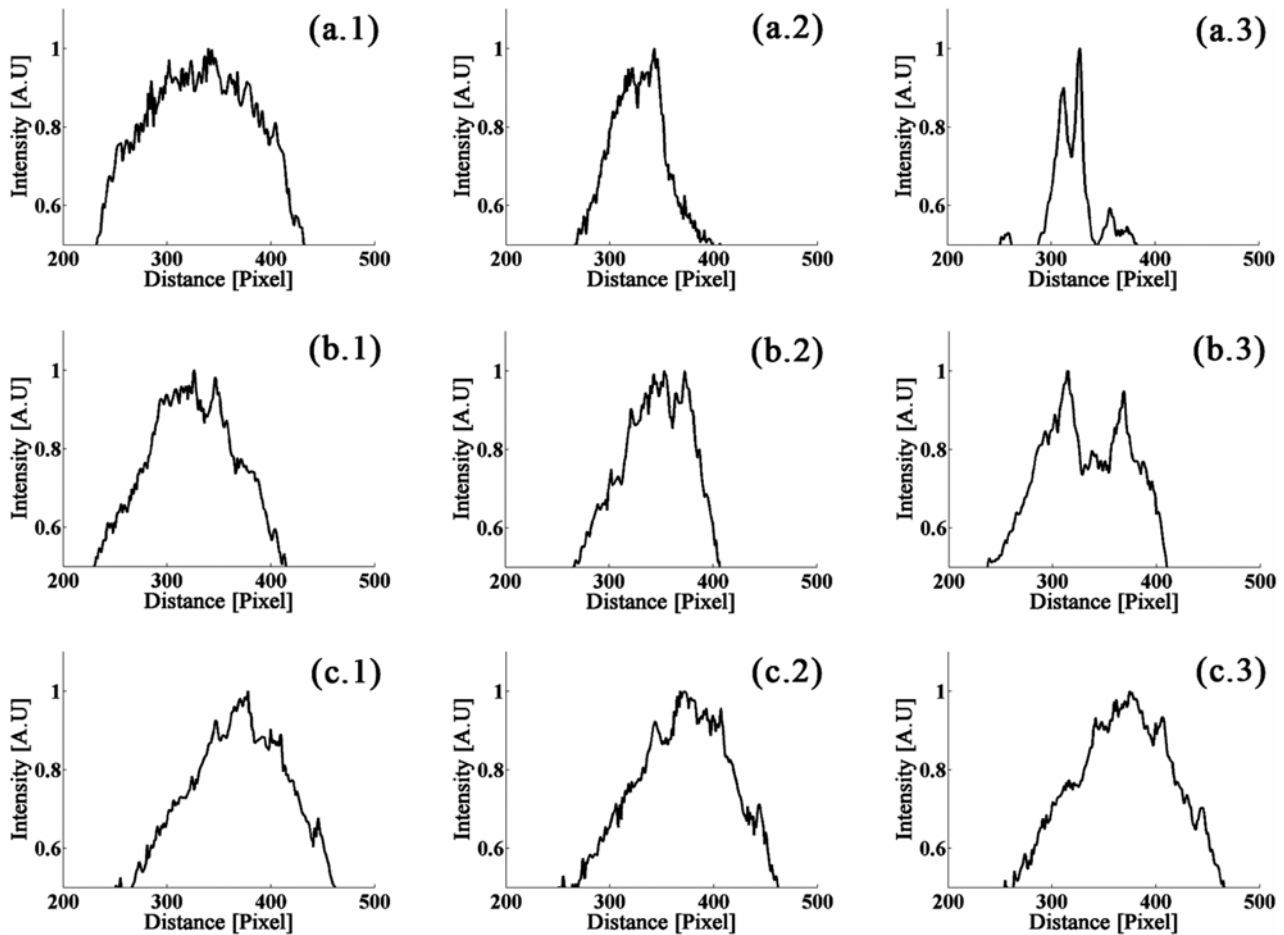 (a.1)
Intensity [A.U]
1
0.8
0.6
200 300 400 500
Distance [Pixel]
(a.2)
Intensity [A.U]
1
0.8
0.6
200 300 400 500
Distance [Pixel]
(a.3)
Intensity [A.U]
1
0.8
0.6
200 300 400 500
Distance [Pixel]
(b.1)
Intensity [A.U]
1
0.8
0.6
200 300 400 500
Distance [Pixel]
(b.2)
Intensity [A.U]
1
0.8
0.6
200 300 400 500
Distance [Pixel]
(b.3)
Intensity [A.U]
1
0.8
0.6
200 300 400 500
Distance [Pixel]
(c.1)
Intensity [A.U]
1
0.8
0.6
200 300 400 500
Distance [Pixel]
(c.2)
Intensity [A.U]
1
0.8
0.6
200 300 400 500
Distance [Pixel]
(c.3)
Intensity [A.U]
1
0.8
0.6
200 300 400 500
Distance [Pixel]